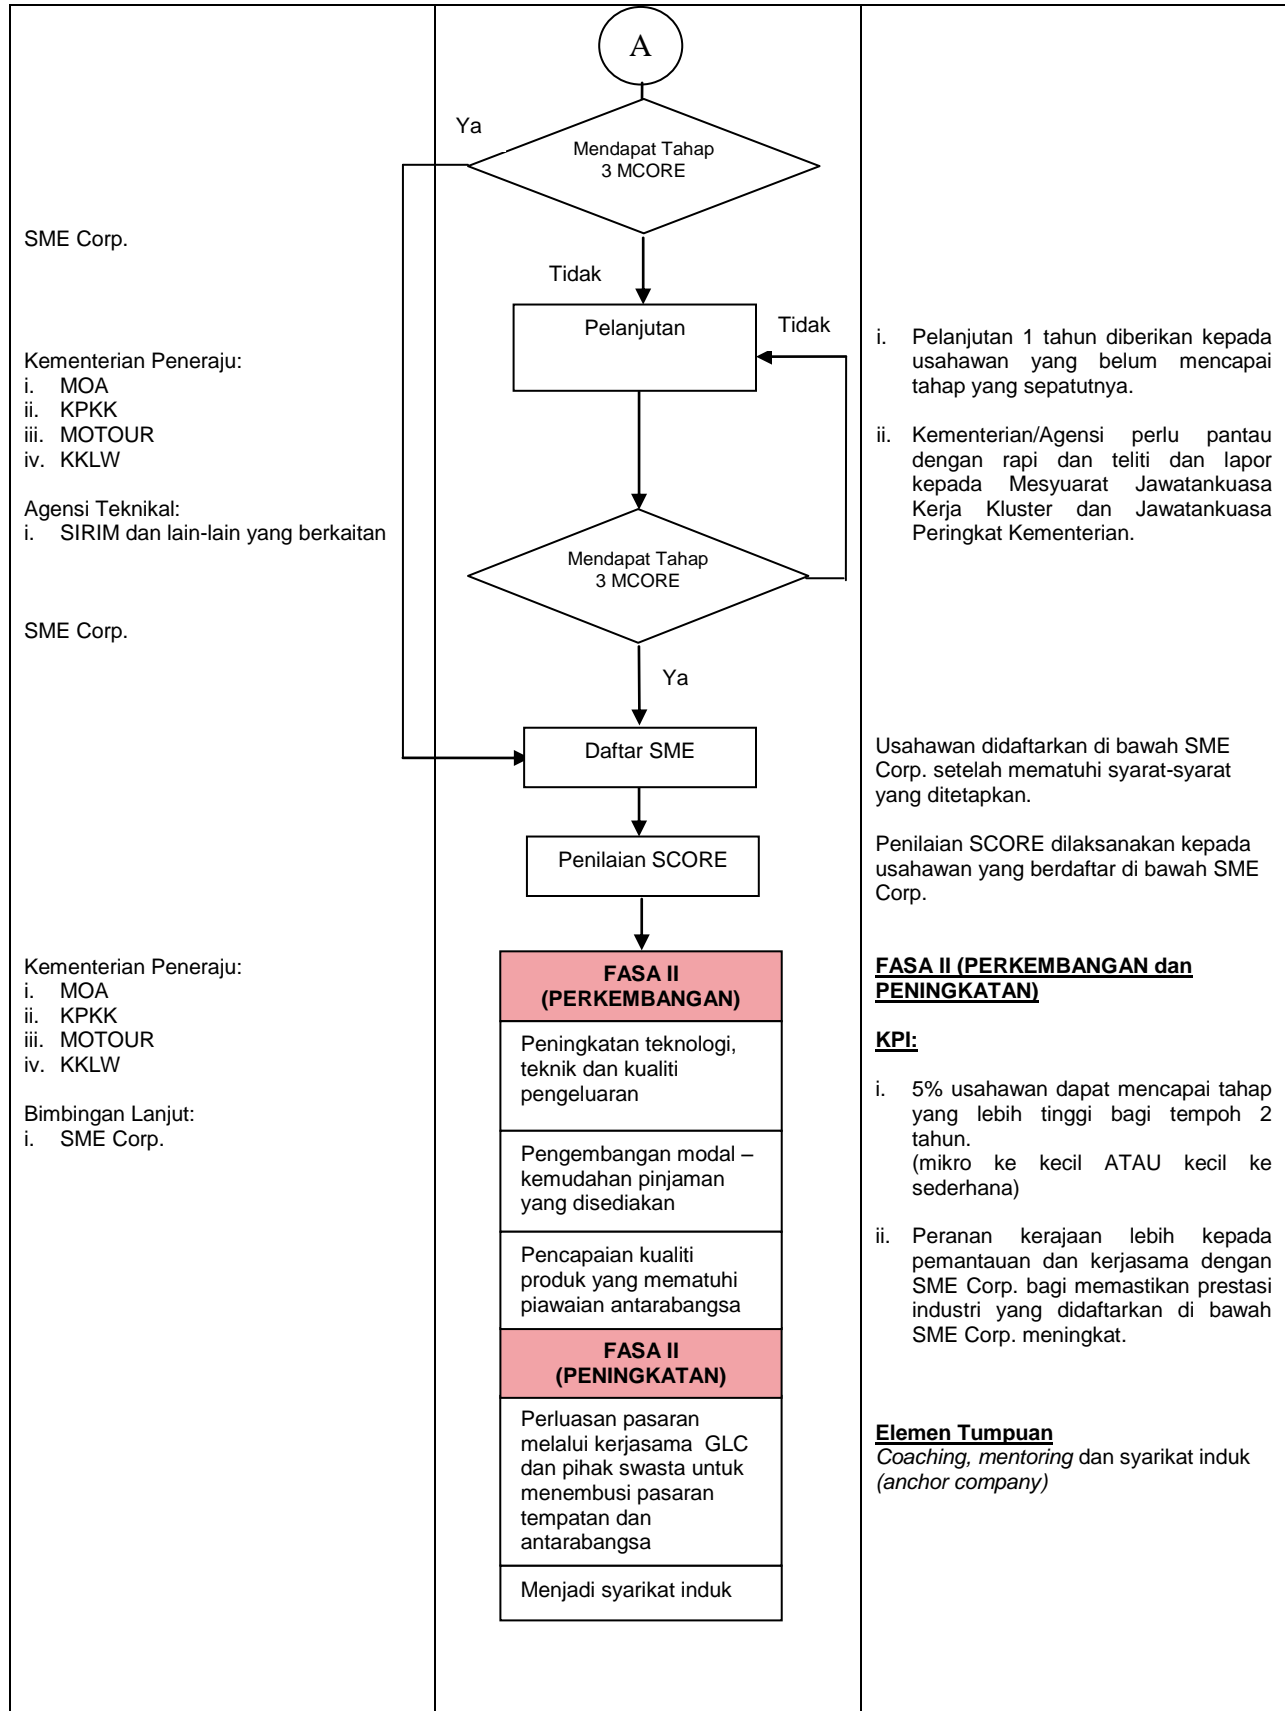 A
Ya
Mendapat Tahap
3 MCORE
SME Corp.
Tidak
Pelanjutan
Tidak
Kementerian Peneraju:
i. MOA
ii. KPKK
iii. MOTOUR
iv. KKLW
Agensi Teknikal:
i. SIRIM dan lain-lain yang berkaitan
i. Pelanjutan 1 tahun diberikan kepada
usahawan yang belum mencapai
tahap yang sepatutnya.
ii. Kementerian/Agensi perlu pantau
dengan rapi dan teliti dan lapor
kepada Mesyuarat Jawatankuasa
Kerja Kluster dan Jawatankuasa
Peringkat Kementerian.
Mendapat Tahap
3 MCORE
SME Corp.
Ya
Daftar SME
Usahawan didaftarkan di bawah SME
Corp. setelah mematuhi syarat-syarat
yang ditetapkan.
Penilaian SCORE
Penilaian SCORE dilaksanakan kepada
usahawan yang berdaftar di bawah SME
Corp.
Kementerian Peneraju:
i. MOA
ii. KPKK
iii. MOTOUR
iv. KKLW
Bimbingan Lanjut:
i. SME Corp.
FASA II
(PERKEMBANGAN)
Peningkatan teknologi,
teknik dan kualiti
pengeluaran
Pengembangan modal –
kemudahan pinjaman
yang disediakan
Pencapaian kualiti
produk yang mematuhi
piawaian antarabangsa
FASA II
(PENINGKATAN)
Perluasan pasaran
melalui kerjasama GLC
dan pihak swasta untuk
menembusi pasaran
tempatan dan
antarabangsa
Menjadi syarikat induk
FASA II (PERKEMBANGAN dan
PENINGKATAN)
KPI:
i. 5% usahawan dapat mencapai tahap
yang lebih tinggi bagi tempoh 2
tahun.
(mikro ke kecil ATAU kecil ke
sederhana)
ii. Peranan kerajaan lebih kepada
pemantauan dan kerjasama dengan
SME Corp. bagi memastikan prestasi
industri yang didaftarkan di bawah
SME Corp. meningkat.
Elemen Tumpuan
Coaching, mentoring dan syarikat induk
(anchor company)